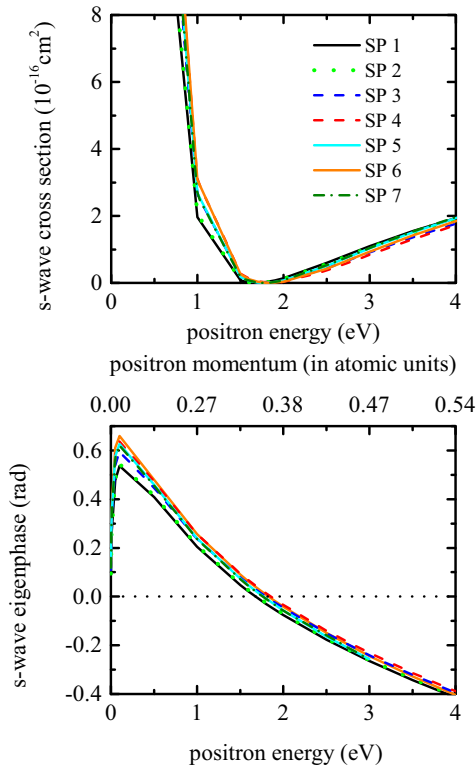 8
6
4
2
0
s-wave cross section (10⁻¹⁶cm²)
SP 1
SP 2
SP 3
SP 4
SP 5
SP 6
SP 7
0 1 2 3 4
positron energy (eV)
positron momentum (in atomic units)
0.00 0.27 0.38 0.47 0.54
0.6
0.4
0.2
0.0
-0.2
-0.4
s-wave eigenphase (rad)
0 1 2 3 4
positron energy (eV)